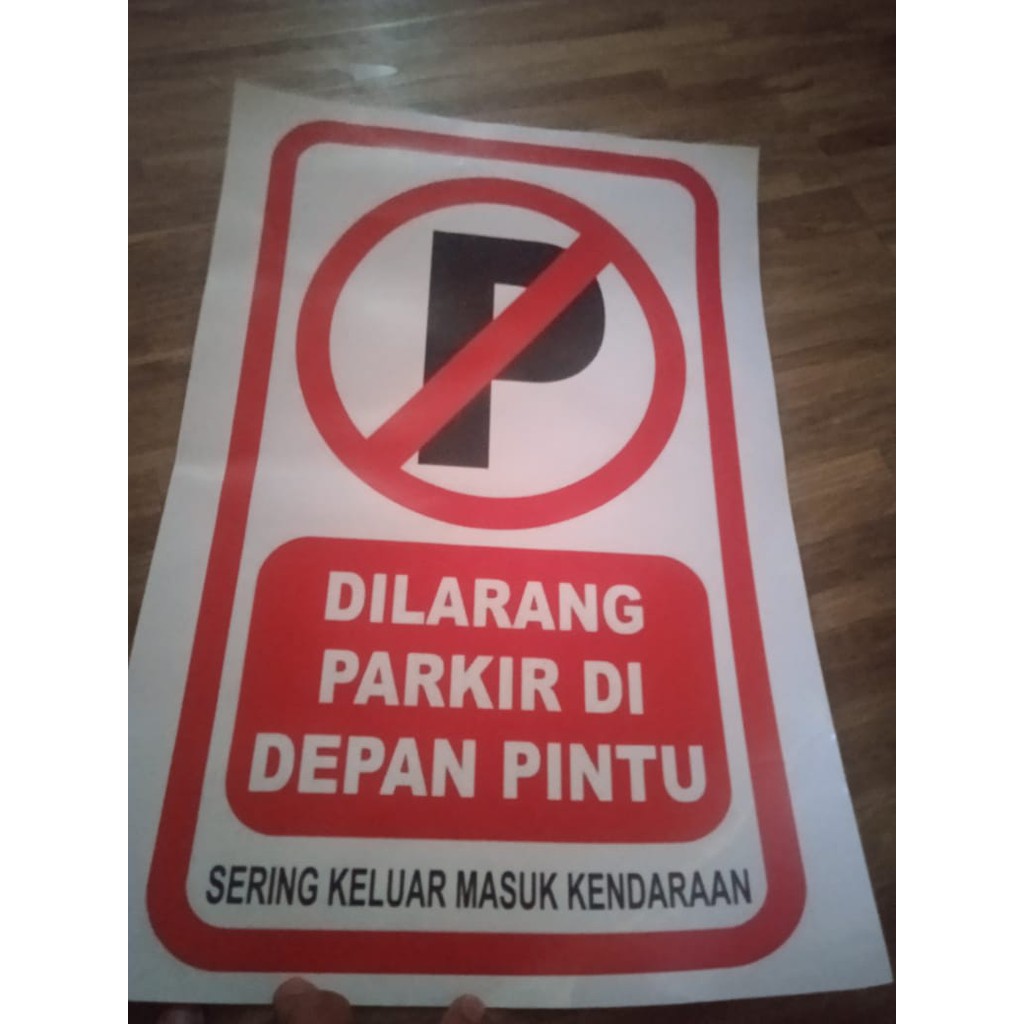 P
DILARANG
PARKIR DI
DEPAN PINTU
SERING KELUAR MASUK KENDARAAN